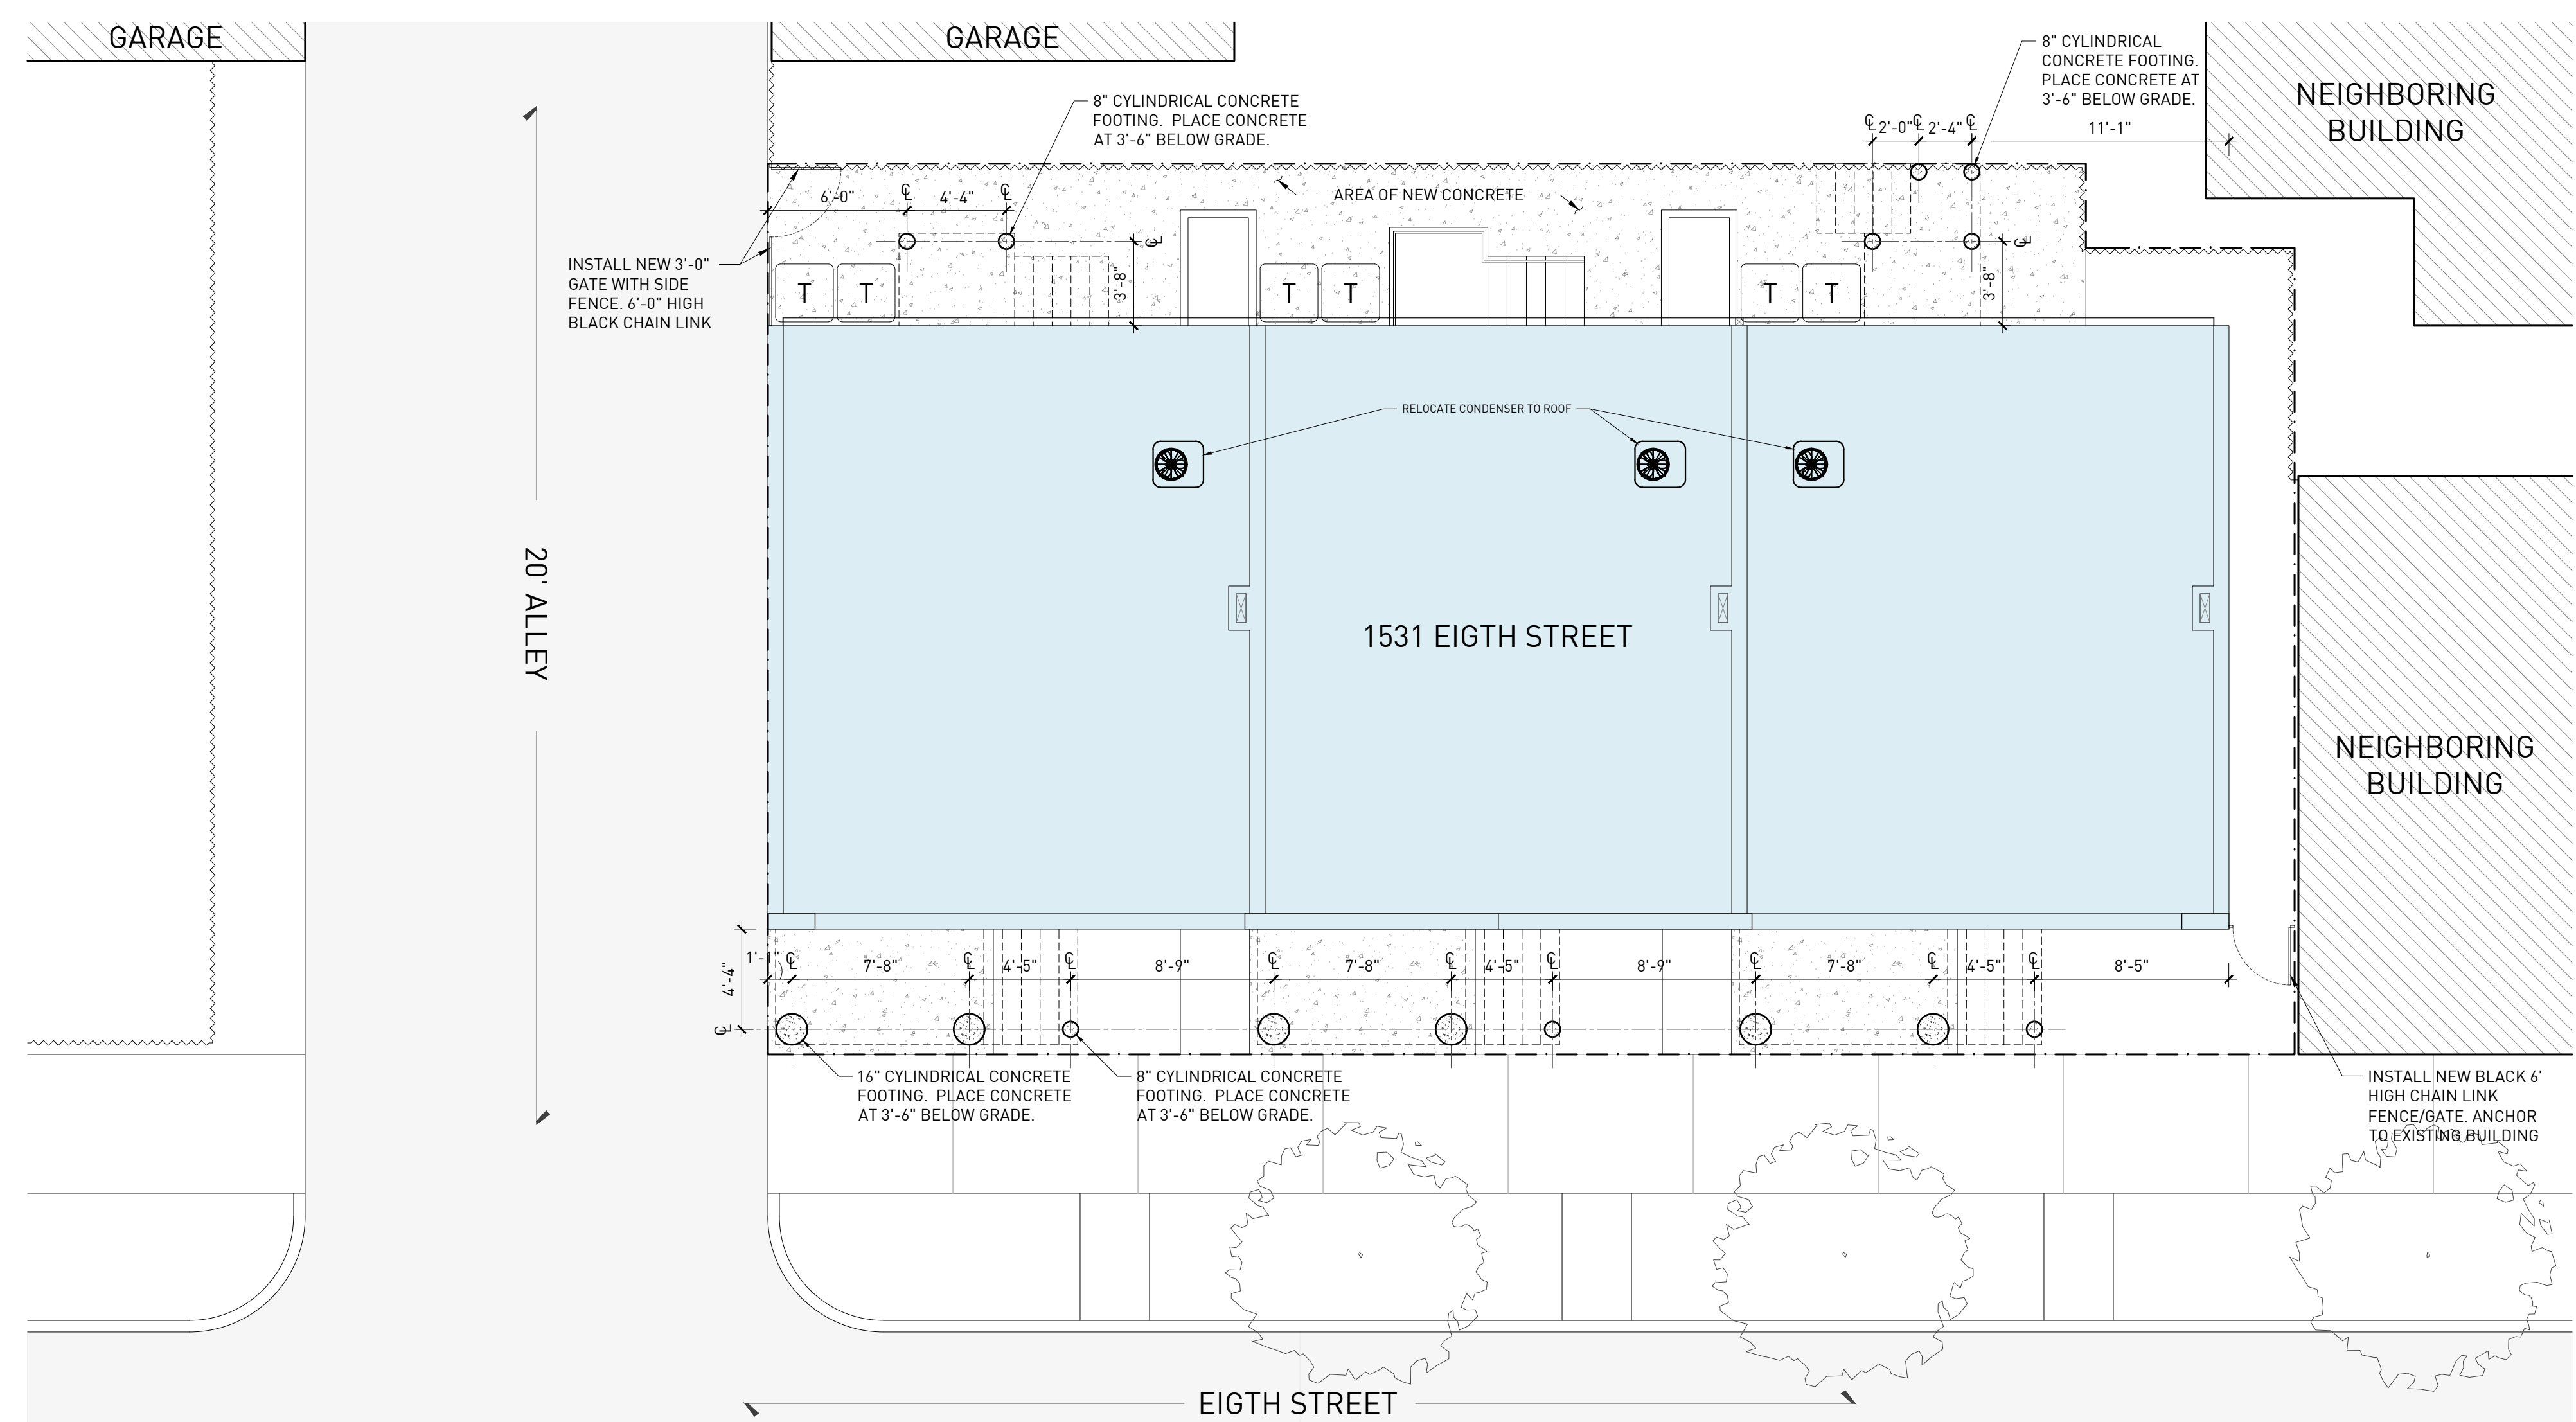 GARAGE
GARAGE
8" CYLINDRICAL
CONCRETE FOOTING.
PLACE CONCRETE AT
3'-6" BELOW GRADE.
NEIGHBORING
BUILDING
8" CYLINDRICAL CONCRETE
FOOTING. PLACE CONCRETE
AT 3'-6" BELOW GRADE.
℄ 2'-0" ℄ 2'-4" ℄
11'-1"
6'-0" ℄ 4'-4" ℄
AREA OF NEW CONCRETE
℄
℄
INSTALL NEW 3'-0"
GATE WITH SIDE
FENCE. 6'-0" HIGH
BLACK CHAIN LINK
T T
3'-8"
T T
T T
3'-8"
RELOCATE CONDENSER TO ROOF
20' ALLEY
1531 EIGTH STREET
NEIGHBORING
BUILDING
4'-4"
1'-1" ℄ 7'-8" ℄ 4'-5" ℄ 8'-9" ℄ 7'-8" ℄ 4'-5" ℄ 8'-9" ℄ 7'-8" ℄ 4'-5" ℄ 8'-5"
℄
16" CYLINDRICAL CONCRETE
FOOTING. PLACE CONCRETE
AT 3'-6" BELOW GRADE.
8" CYLINDRICAL CONCRETE
FOOTING. PLACE CONCRETE
AT 3'-6" BELOW GRADE.
INSTALL NEW BLACK 6'
HIGH CHAIN LINK
FENCE/GATE. ANCHOR
TO EXISTING BUILDING
EIGTH STREET